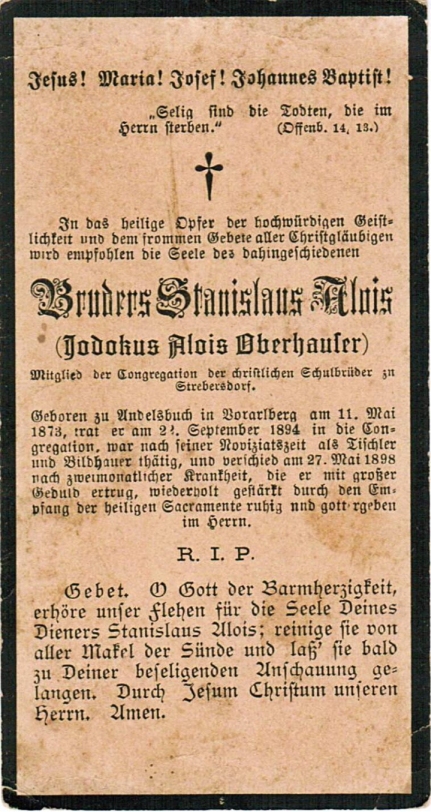 Jesus! Maria! Josef! Johannes Baptist!
„Selig sind die Todten, die im
Herrn sterben.“ (Offenb. 14, 13.)
In das heilige Opfer der hochwürdigen Geist-
lichkeit und dem frommen Gebete aller Christgläubigen
wird empfohlen die Seele des dahingeschiedenen
Bruders Stanislaus Alois
(Jodokus Alois Oberhauser)
Mitglied der Congregation der christlichen Schulbrüder zu
Strebersdorf.
Geboren zu Andelsbuch in Vorarlberg am 11. Mai
1873, trat er am September 1894 in die Con-
gregation, war nach seiner Noviziatszeit als Tischler
und Bildhauer thätig, und verschied am 27. Mai 1898
nach zweimonatlicher Krankheit, die er mit großer
Geduld ertrug, wiederholt gestärkt durch den Em-
pfang der heiligen Sacramente ruhig und gottergeben
im Herrn.
R. I. P.
Gebet. O Gott der Barmherzigkeit,
erhöre unser Flehen für die Seele Deines
Dieners Stanislaus Alois; reinige sie von
aller Makel der Sünde und laß' sie bald
zu Deiner beseligenden Anschauung ge-
langen. Durch Jesum Christum unseren
Herrn. Amen.